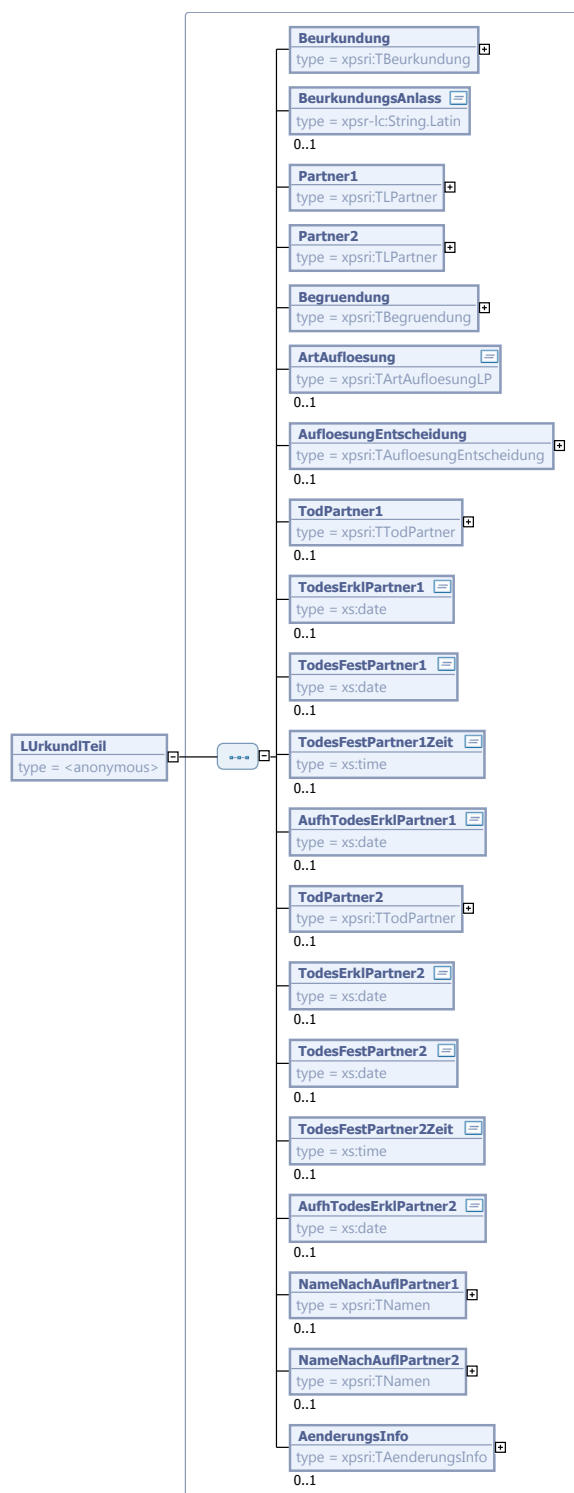 Beurkundung
type = xpsri:TBeurkundung
BeurkundungsAnlass
type = xpsr-lc:String.Latin
0..1
Partner1
type = xpsri:TLPartner
Partner2
type = xpsri:TLPartner
Begruendung
type = xpsri:TBegruendung
ArtAufloesung
type = xpsri:TArtAufloesungLP
0..1
AufloesungEntscheidung
type = xpsri:TAufloesungEntscheidung
0..1
TodPartner1
type = xpsri:TTodPartner
0..1
TodesErklPartner1
type = xs:date
0..1
TodesFestPartner1
type = xs:date
0..1
LUrkundlTeil
type = <anonymous>
TodesFestPartner1Zeit
type = xs:time
0..1
AufhTodesErklPartner1
type = xs:date
0..1
TodPartner2
type = xpsri:TTodPartner
0..1
TodesErklPartner2
type = xs:date
0..1
TodesFestPartner2
type = xs:date
0..1
TodesFestPartner2Zeit
type = xs:time
0..1
AufhTodesErklPartner2
type = xs:date
0..1
NameNachAuflPartner1
type = xpsri:TNamen
0..1
NameNachAuflPartner2
type = xpsri:TNamen
0..1
AenderungsInfo
type = xpsri:TAenderungsInfo
0..1